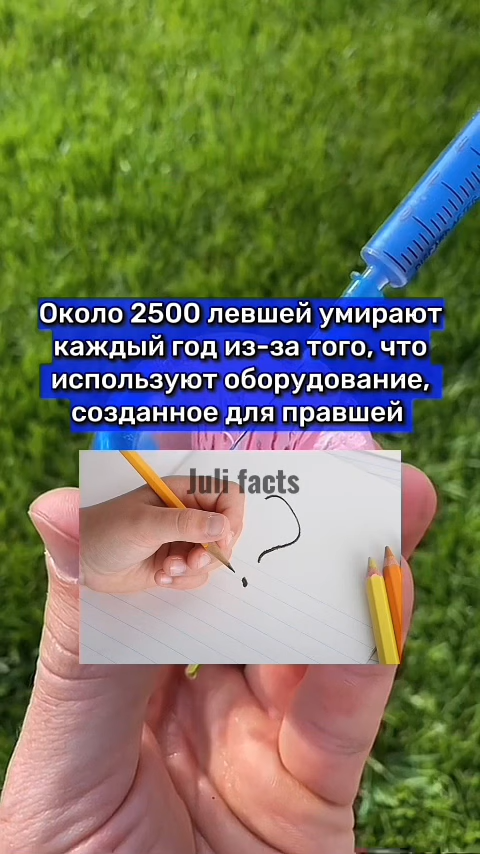 Около 2500 левшей умирают
каждый год из-за того, что
используют оборудование,
созданное для правшей
Juli facts